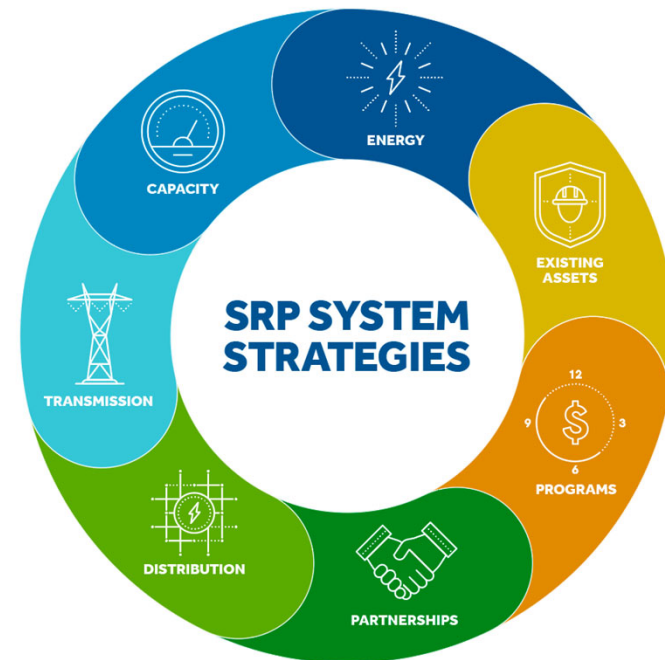 SRP SYSTEM
STRATEGIES
ENERGY
EXISTING
ASSETS
12
9
3
6
$
PROGRAMS
PARTNERSHIPS
DISTRIBUTION
TRANSMISSION
CAPACITY